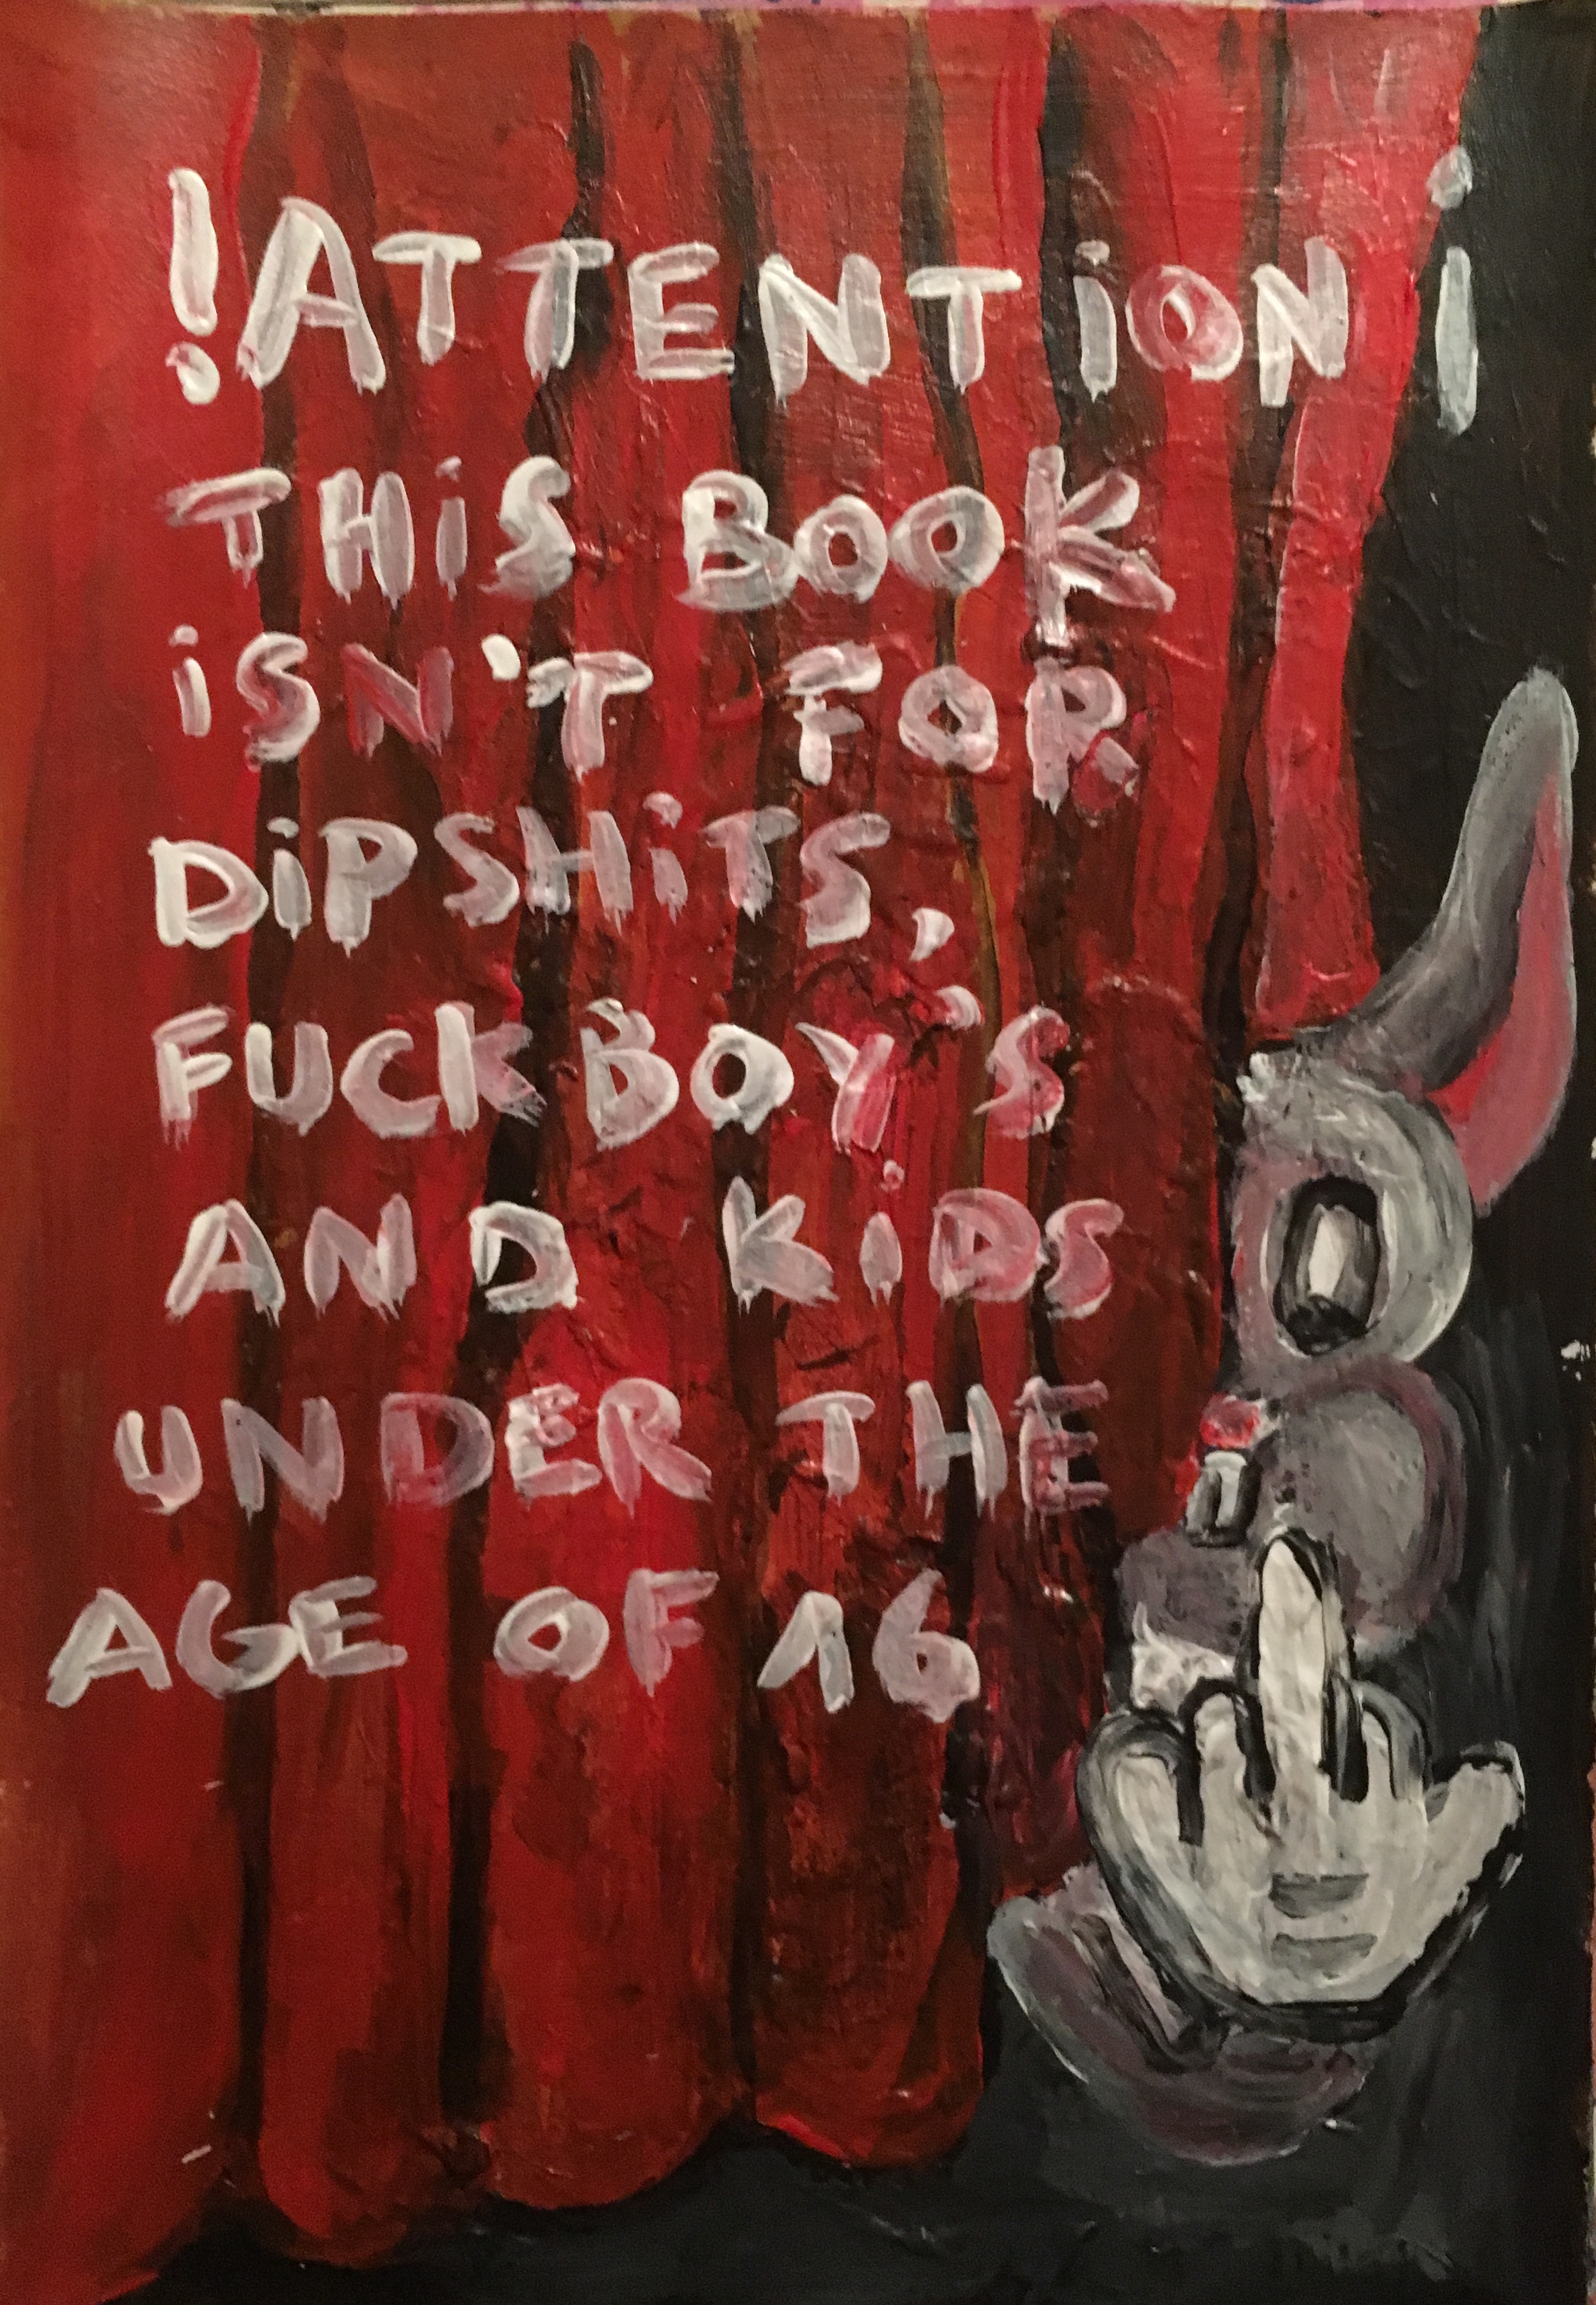 !ATTENTiON¡
THiS BOOK
iSN'T FOR
DiPSHiTS,
FUCKBOY'S
AND KiDS
UNDER THE
AGE OF 16